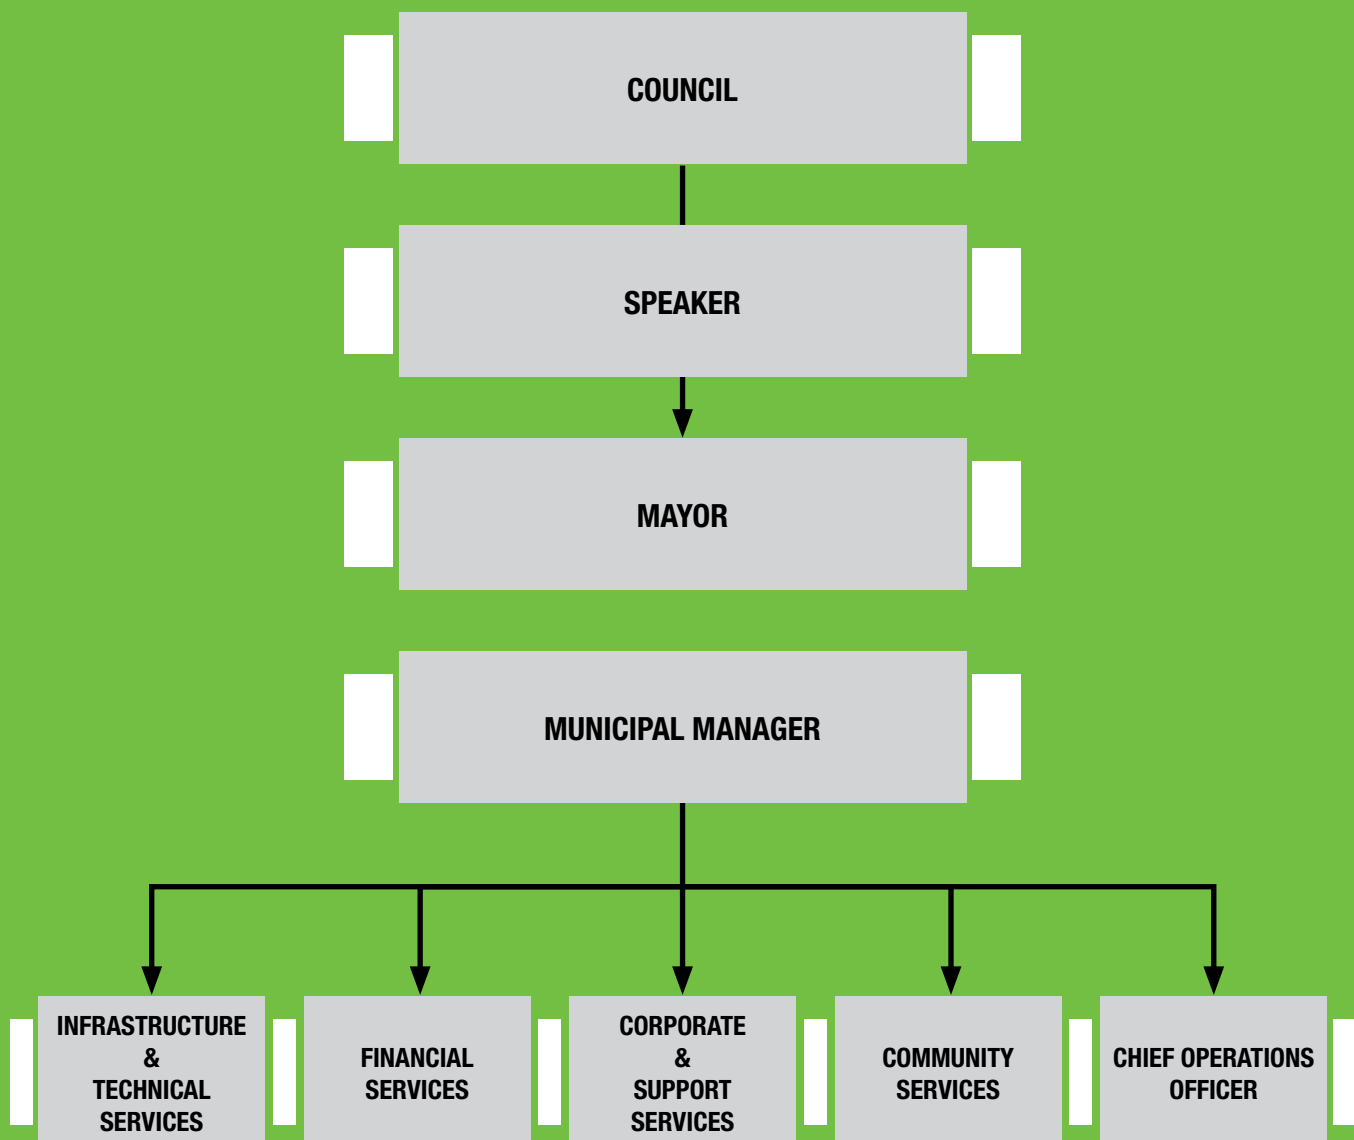 COUNCIL
SPEAKER
MAYOR
MUNICIPAL MANAGER
INFRASTRUCTURE
&
TECHNICAL
SERVICES
FINANCIAL
SERVICES
CORPORATE
&
SUPPORT
SERVICES
COMMUNITY
SERVICES
CHIEF OPERATIONS
OFFICER